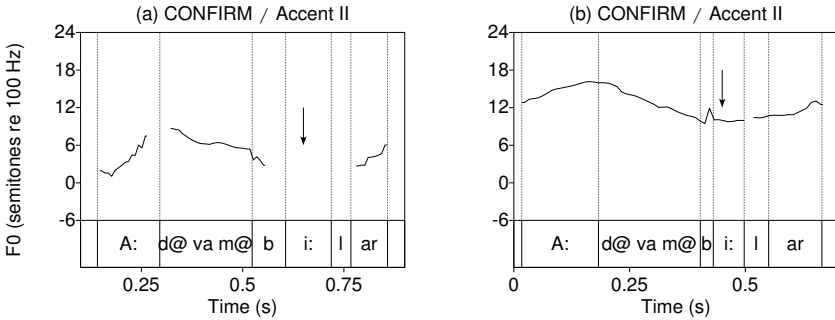 (a) CONFIRM / Accent II
F0 (semitones re 100 Hz)
24
18
12
6
0
-6
A: d@ va m@ b i: l ar
0.25 0.5 0.75
Time (s)
(b) CONFIRM / Accent II
24
18
12
6
0
-6
A: d@ va m@ b i: l ar
0 0.25 0.5
Time (s)